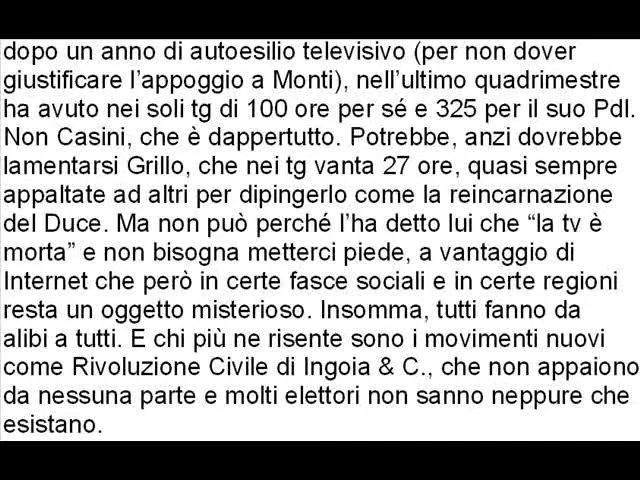 dopo un anno di autoesilio televisivo (per non dover
giustificare l'appoggio a Monti), nell'ultimo quadrimestre
ha avuto nei soli tg di 100 ore per sé e 325 per il suo Pdl.
Non Casini, che è dappertutto. Potrebbe, anzi dovrebbe
lamentarsi Grillo, che nei tg vanta 27 ore, quasi sempre
appaltate ad altri per dipingerlo come la reincarnazione
del Duce. Ma non può perché l'ha detto lui che “la tv è
morta” e non bisogna metterci piede, a vantaggio di
Internet che però in certe fasce sociali e in certe regioni
resta un oggetto misterioso. Insomma, tutti fanno da
alibi a tutti. E chi più ne risente sono i movimenti nuovi
come Rivoluzione Civile di Ingoia & C., che non appaiono
da nessuna parte e molti elettori non sanno neppure che
esistano.